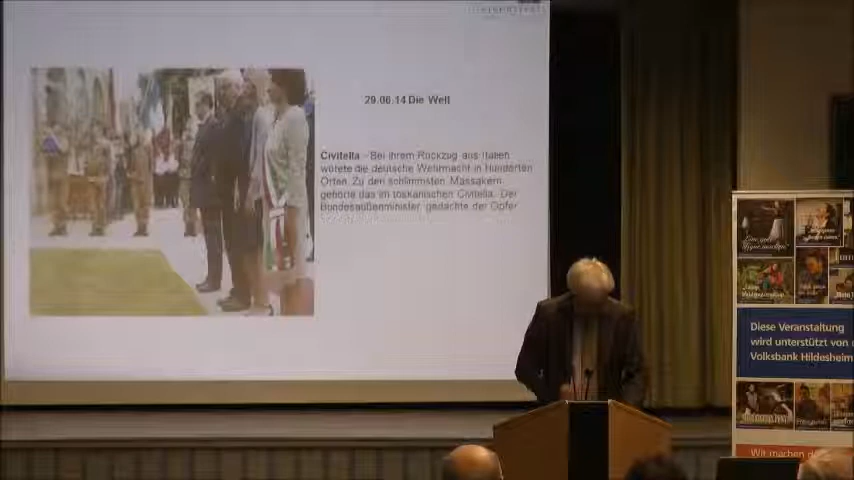 29.06.14 Die Welt
Civitella - Bei ihrem Rückzug aus Italien
wütete die deutsche Wehrmacht in Hunderten
Orten. Zu den schlimmsten Massakern
gehörte das im toskanischen Civitella. Der
Bundesaußenminister, gedachte der Opfer
Diese Veranstaltung
wird unterstützt von
Volksbank Hildesheim
Wir machen